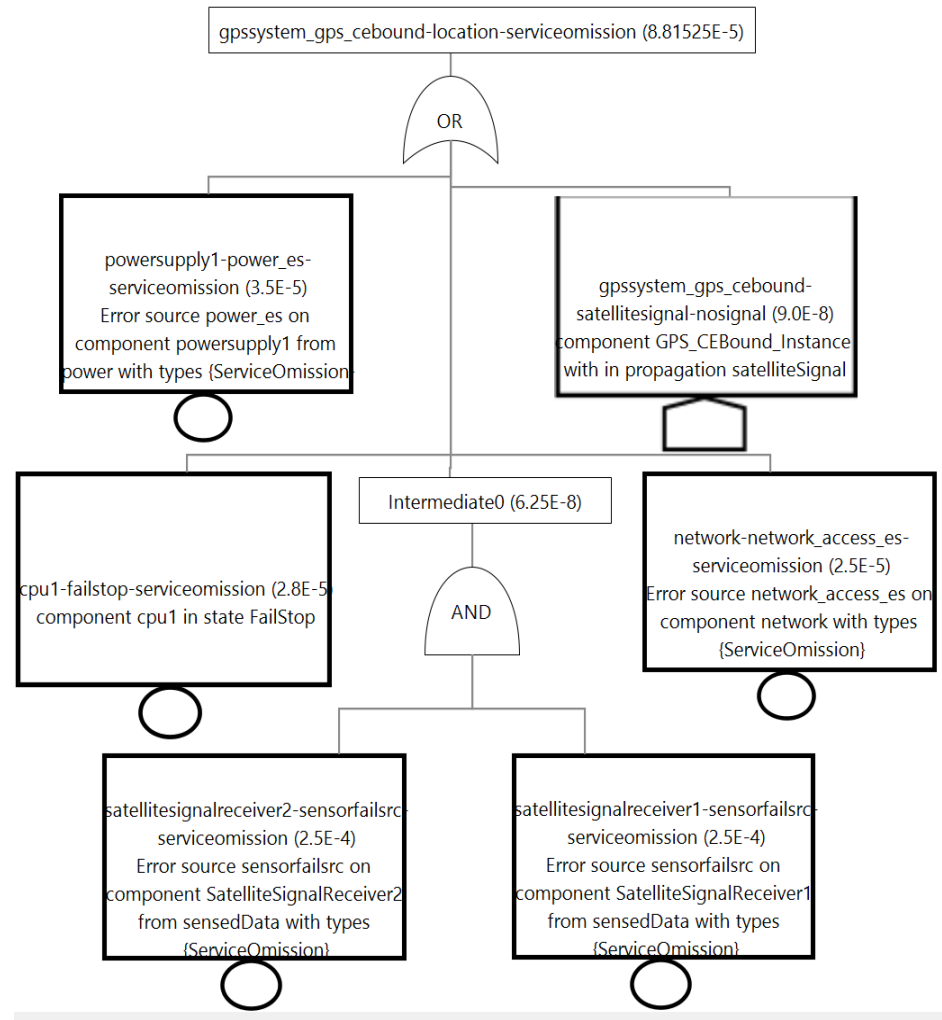 gpssystem_gps_cebound-location-serviceomission (8.81525E-5)
OR
powersupply1-power_es-
serviceomission (3.5E-5)
Error source power_es on
component powersupply1 from
power with types {ServiceOmission}
gpssystem_gps_cebound-
satellitesignal-nosignal (9.0E-8)
component GPS_CEBound_Instance
with in propagation satelliteSignal
cpu1-failstop-serviceomission (2.8E-5)
component cpu1 in state FailStop
Intermediate0 (6.25E-8)
network-network_access_es-
serviceomission (2.5E-5)
Error source network_access_es on
component network with types
{ServiceOmission}
AND
satellitesignalreceiver2-sensorfailsrc-
serviceomission (2.5E-4)
Error source sensorfailsrc on
component SatelliteSignalReceiver2
from sensedData with types
{ServiceOmission}
satellitesignalreceiver1-sensorfailsrc-
serviceomission (2.5E-4)
Error source sensorfailsrc on
component SatelliteSignalReceiver1
from sensedData with types
{ServiceOmission}